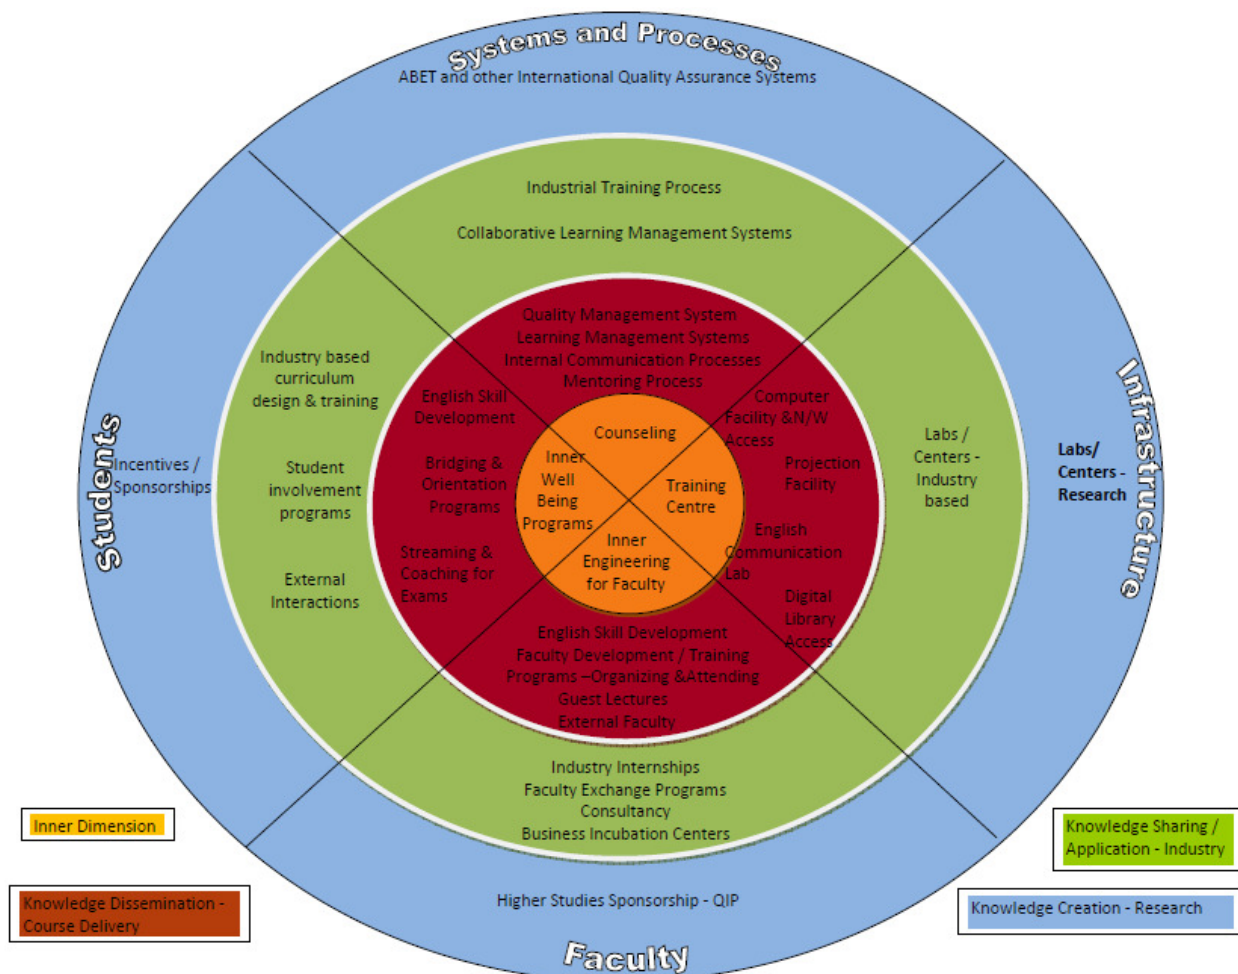 Systems and Processes
ABET and other International Quality Assurance Systems
Industrial Training Process
Collaborative Learning Management Systems
Quality Management System
Learning Management Systems
Internal Communication Processes
Mentoring Process
Counseling
Students
Incentives /
Sponsorships
Industry based
curriculum
design & training
Student
involvement
programs
External
Interactions
English Skill
Development
Bridging &
Orientation
Programs
Streaming &
Coaching for
Exams
Inner
Well
Being
Programs
Training
Centre
Computer
Facility &N/W
Access
Projection
Facility
English
Communication
Lab
Digital
Library
Access
Labs /
Centers -
Industry
based
Labs/
Centers -
Research
Infrastructure
Inner
Engineering
for Faculty
English Skill Development
Faculty Development / Training
Programs –Organizing &Attending
Guest Lectures
External Faculty
Industry Internships
Faculty Exchange Programs
Consultancy
Business Incubation Centers
Higher Studies Sponsorship - QIP
Faculty
Inner Dimension
Knowledge Dissemination -
Course Delivery
Knowledge Sharing /
Application - Industry
Knowledge Creation - Research